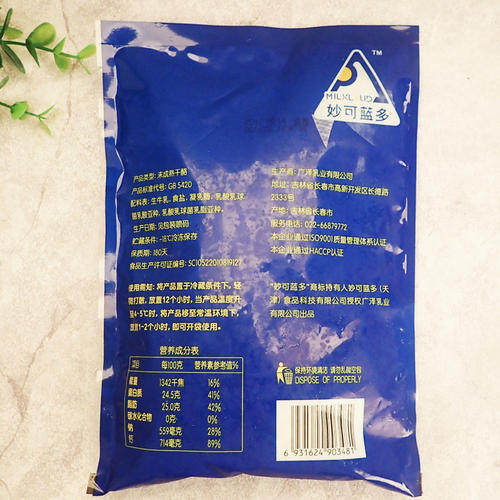 TM
MILKL
妙可蓝多
产品类型：未成熟干酪
产品标准代号：GB 5420
配料表：生牛乳，食盐，凝乳酶，乳酸乳球
菌乳酸亚种，乳酸乳球菌乳脂亚种。
生产日期：见包装喷码
贮藏条件：-18℃冷冻保存
保质期：180天
食品生产许可证编号：SC10522010819127
生产商：广泽乳业有限公司
地址：吉林省长春市高新开发区长德路
2333号
产地：吉林省长春市
服务电话：022-66879772
本企业通过ISO9001质量管理体系认证
本企业通过HACCP认证
使用需知：将产品置于冷藏条件下，轻
物打散，放置12个小时，当产品温度升
至4-5℃时，将产品移至常温环境下，
放置1-2个小时，即可开袋使用。
"妙可蓝多"商标持有人妙可蓝多（天
津）食品科技有限公司授权广泽乳业
有限公司出品
营养成分表
项目 每100克 营养素参考值%
能量 1342千焦 16%
蛋白质 24.5克 41%
脂肪 25.0克 42%
碳水化合物 0克 0%
钠 559毫克 28%
钙 714毫克 89%
保持环境清洁 请勿乱抛空包
DISPOSE OF PROPERLY
6 931624 903481